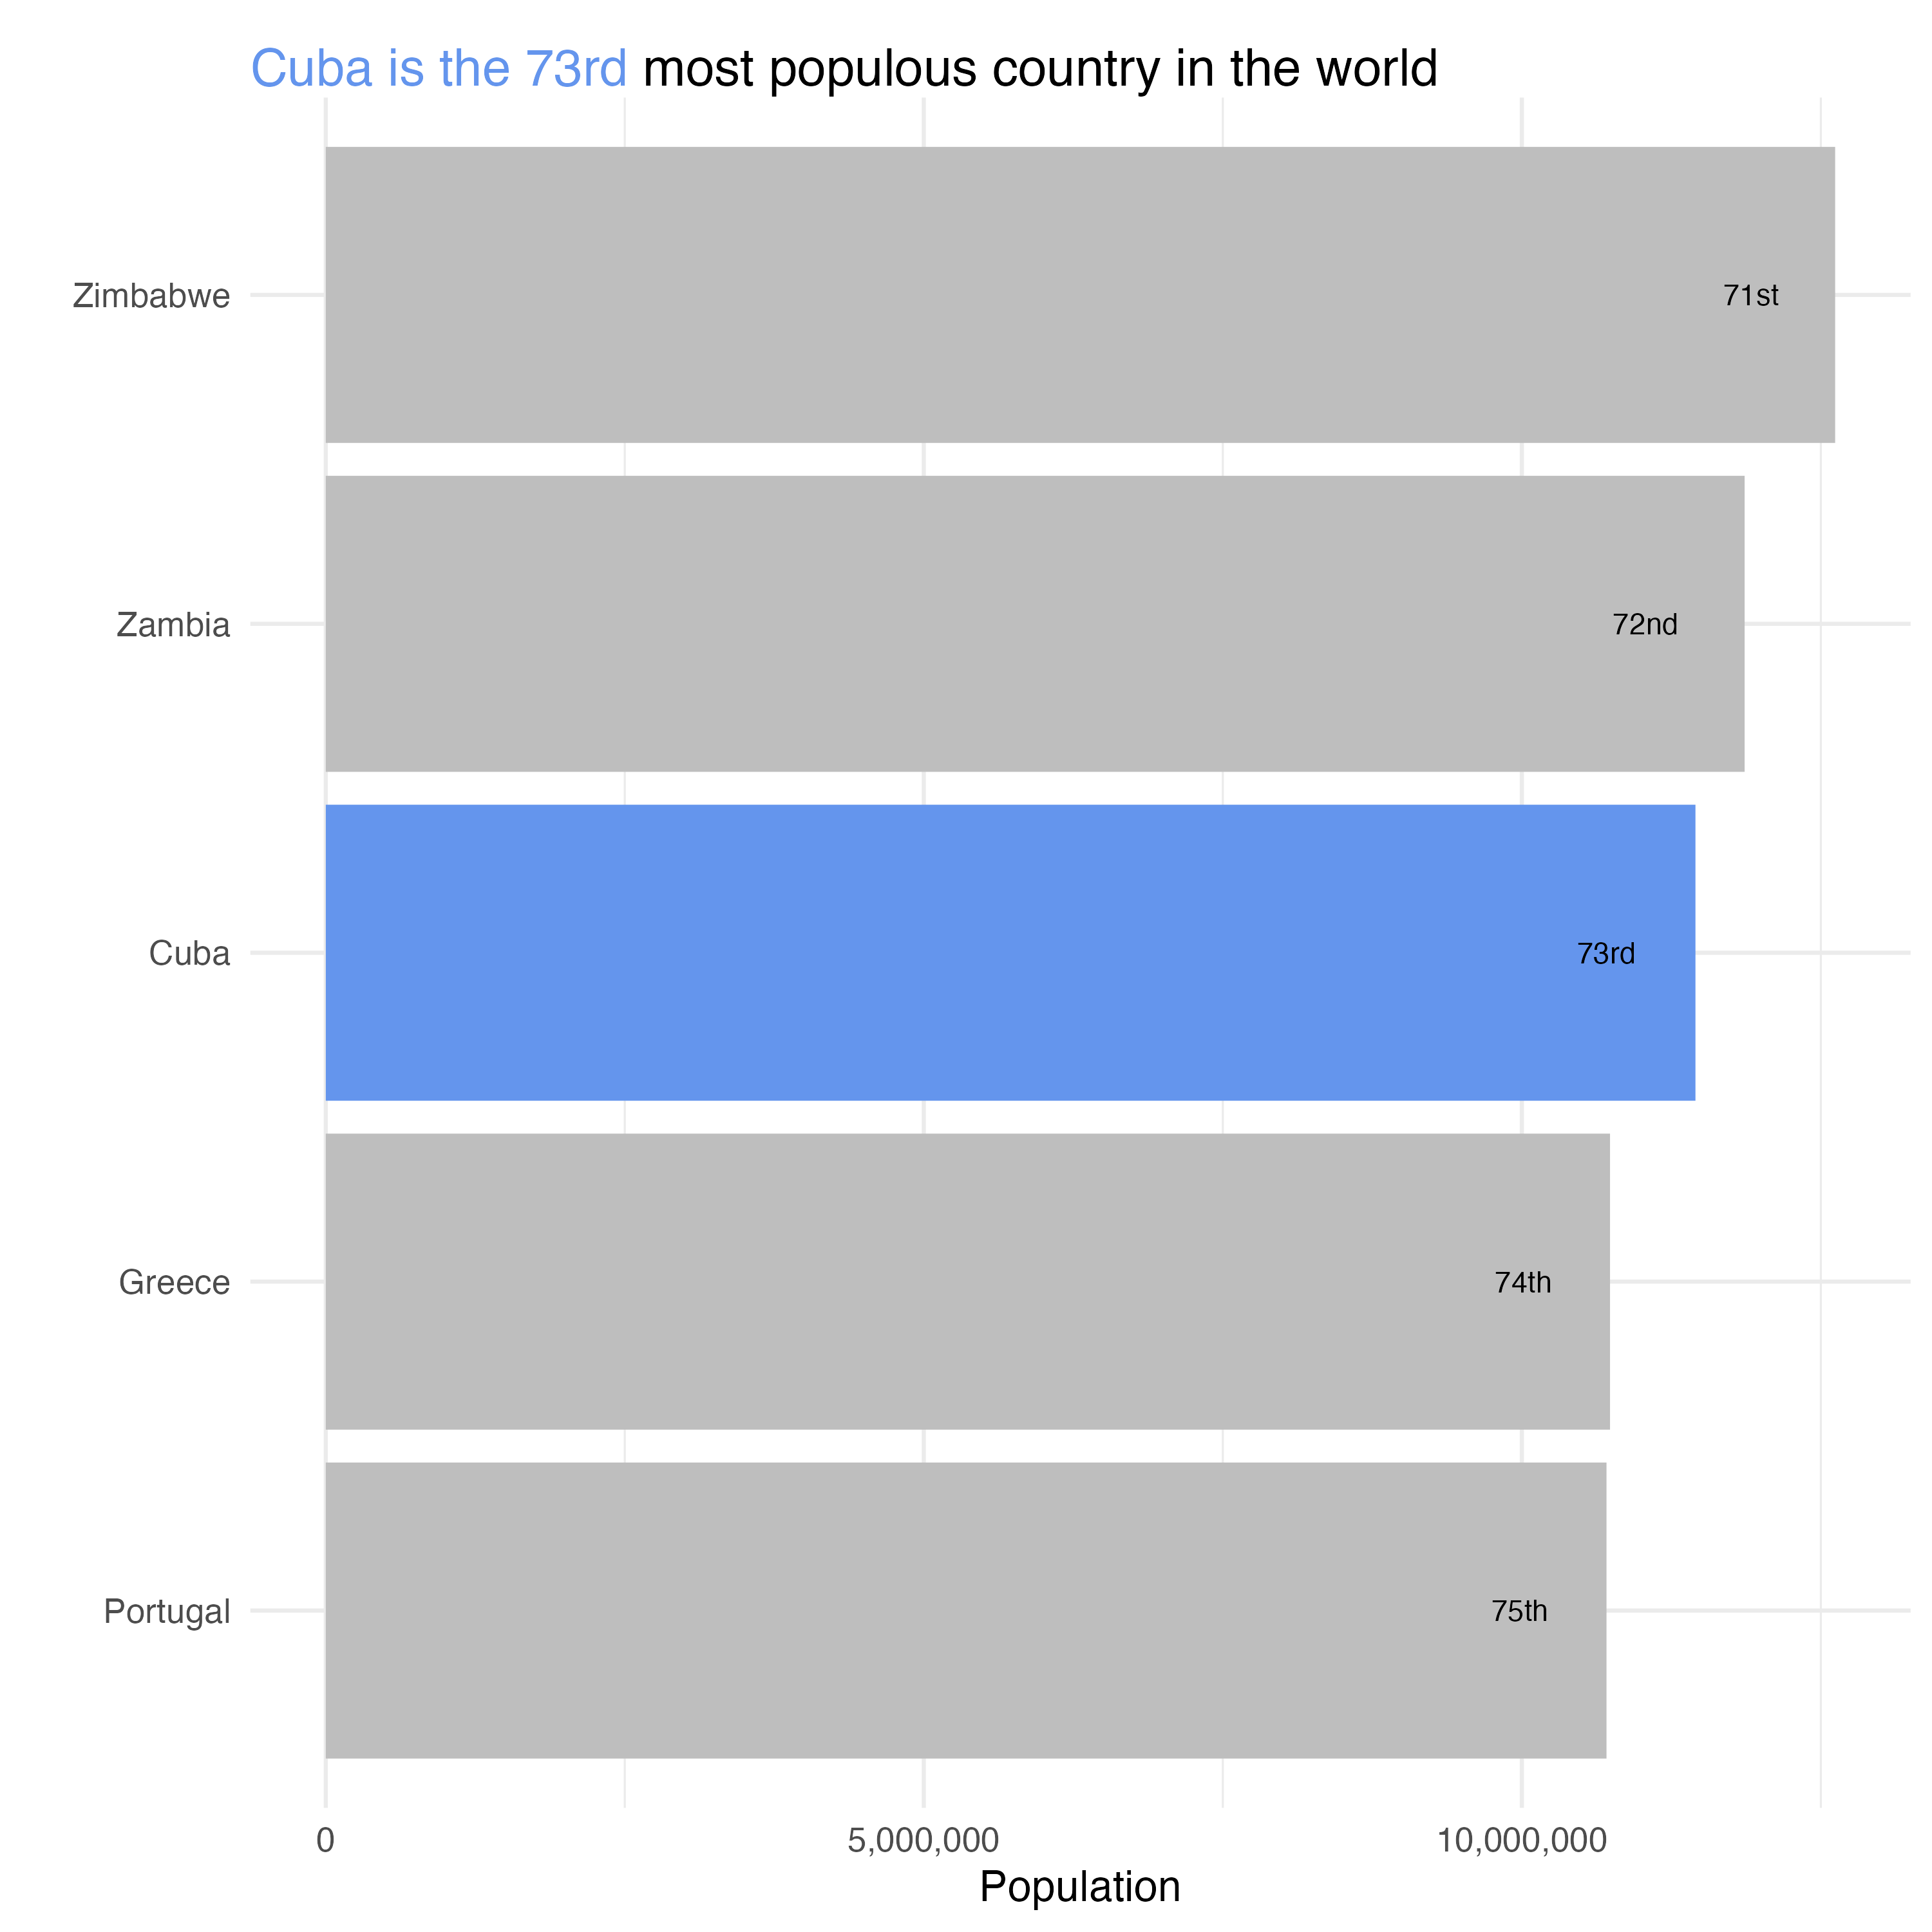 Cuba is the 73rd most populous country in the world
Zimbabwe 71st
Zambia 72nd
Cuba 73rd
Greece 74th
Portugal 75th
0 5,000,000 10,000,000
Population